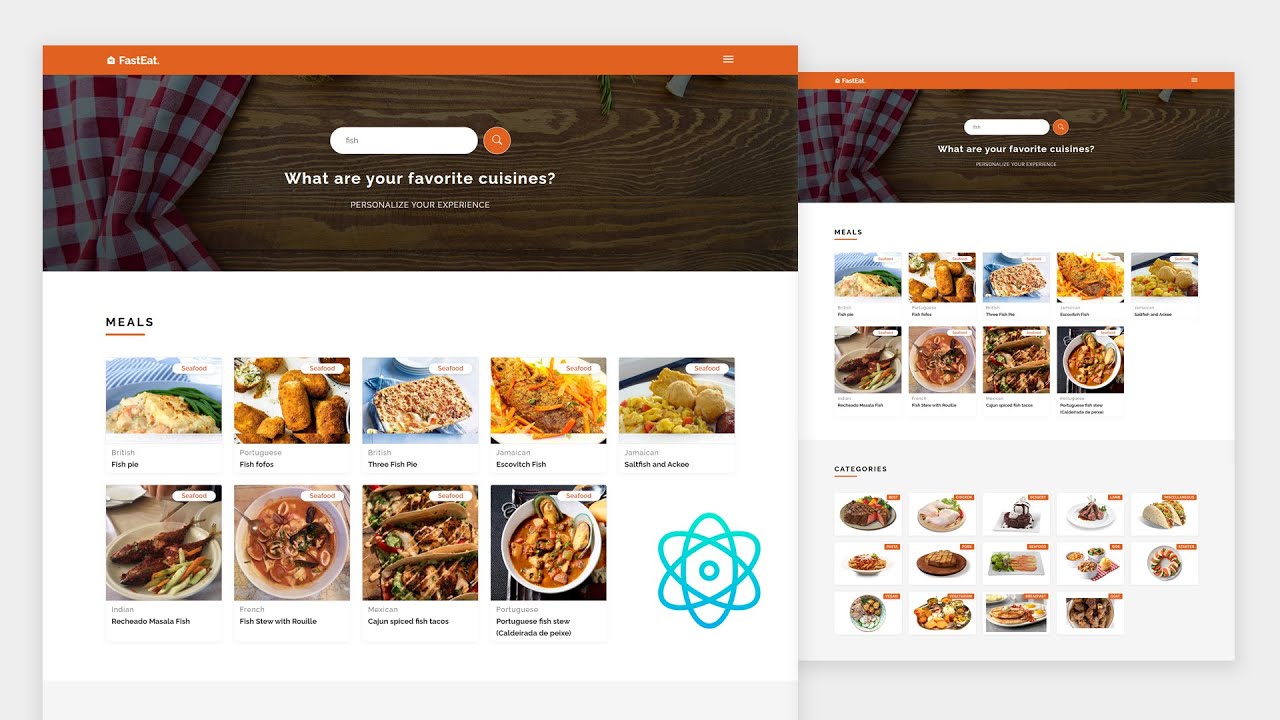 FastEat.
fish
What are your favorite cuisines?
PERSONALIZE YOUR EXPERIENCE
MEALS
Seafood
Seafood
Seafood
Seafood
Seafood
British
Portuguese
British
Jamaican
Jamaican
Fish pie
Fish fofos
Three Fish Pie
Escovitch Fish
Saltfish and Ackee
Seafood
Seafood
Seafood
Seafood
Indian
French
Mexican
Portuguese
Recheado Masala Fish
Fish Stew with Rouille
Cajun spiced fish tacos
Portuguese fish stew
(Caldeirada de peixe)
FastEat.
fish
What are your favorite cuisines?
PERSONALIZE YOUR EXPERIENCE
MEALS
Seafood
Seafood
Seafood
Seafood
Seafood
British
Portuguese
British
Jamaican
Jamaican
Fish pie
Fish fofos
Three Fish Pie
Escovitch Fish
Saltfish and Ackee
Seafood
Seafood
Seafood
Seafood
Indian
French
Mexican
Portuguese
Recheado Masala Fish
Fish Stew with Rouille
Cajun spiced fish tacos
Portuguese fish stew
(Caldeirada de peixe)
CATEGORIES
BEEF
CHICKEN
DESSERT
LAMB
MISCELLANEOUS
PASTA
PORK
SEAFOOD
SIDE
STARTER
VEGAN
VEGETARIAN
BREAKFAST
GOAT